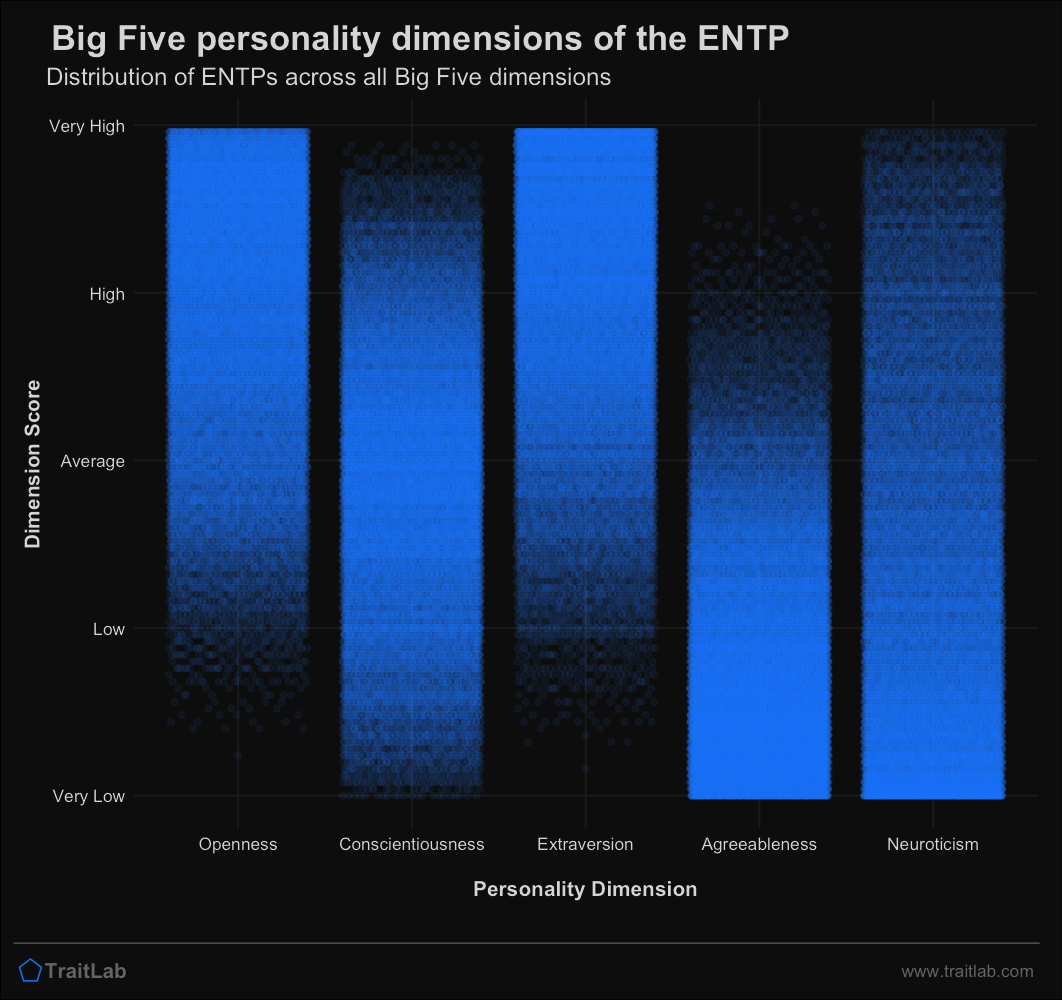 Big Five personality dimensions of the ENTP
Distribution of ENTPs across all Big Five dimensions
Very High
High
Average
Low
Very Low
Dimension Score
Openness Conscientiousness Extraversion Agreeableness Neuroticism
Personality Dimension
TraitLab www.traitlab.com